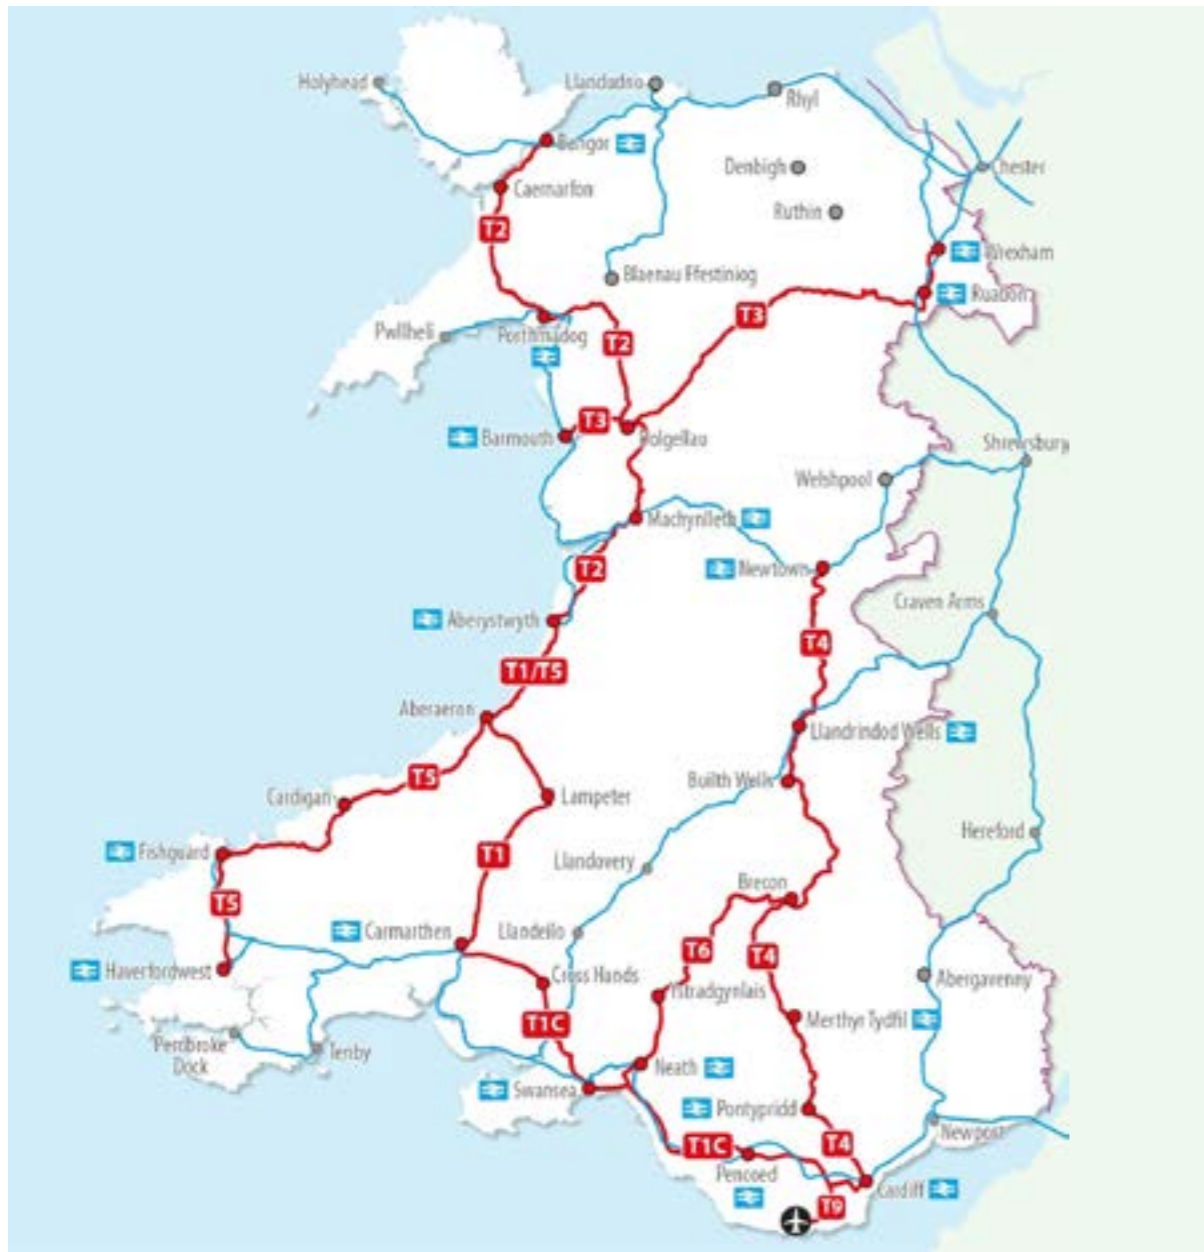 Holyhead
Llandudno
Rhyl
Bangor
Chester
Denbigh
Caernarfon
Ruthin
T2
Wrexham
Blaenau Ffestiniog
Ruabon
T3
Pwllheli
Porthmadog
T2
T3
Barmouth
Dolgellau
Shrewsbury
Welshpool
Machynlleth
T2
Newtown
Craven Arms
Aberystwyth
T4
T1/T5
Aberaeron
Llandrindod Wells
T5
Builth Wells
Cardigan
Lampeter
Hereford
Fishguard
T1
Llandovery
Brecon
T5
Carmarthen
Llandeilo
T6
T4
Haverfordwest
Cross Hands
Abergavenny
Ystradgynlais
T1C
Merthyr Tydfil
Pembroke
Dock
Tenby
Neath
Swansea
Pontypridd
Newport
T1C
T4
Pencoed
Cardiff
T9